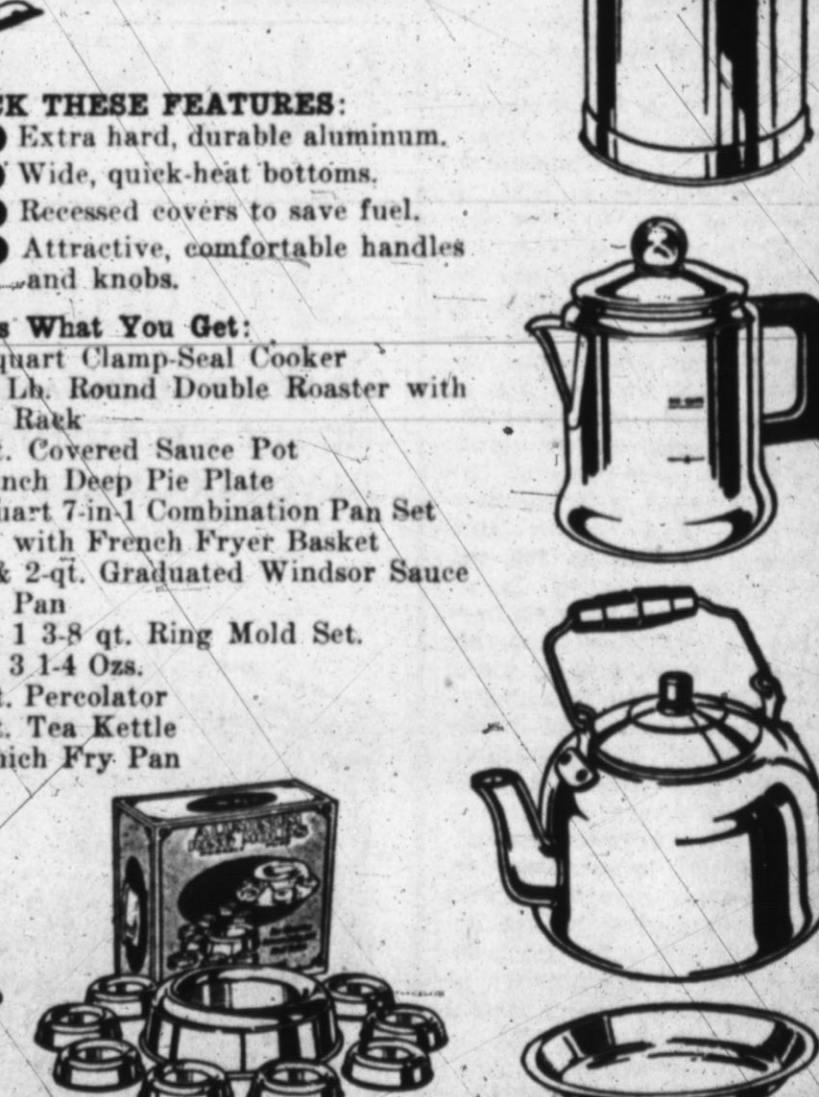 CK THESE FEATURES:
Extra hard, durable aluminum.
Wide, quick-heat bottoms.
Recessed covers to save fuel.
Attractive, comfortable handles
and knobs.
s What You Get:
quart Clamp-Seal Cooker
Lb. Round Double Roaster with
Rack
t. Covered Sauce Pot
nch Deep Pie Plate
uart 7-in-1 Combination Pan Set
with French Fryer Basket
& 2-qt. Graduated Windsor Sauce
Pan
1 3-8 qt. Ring Mold Set.
3 1-4 Ozs.
t. Percolator
t. Tea Kettle
nich Fry Pan
ALUMINUM